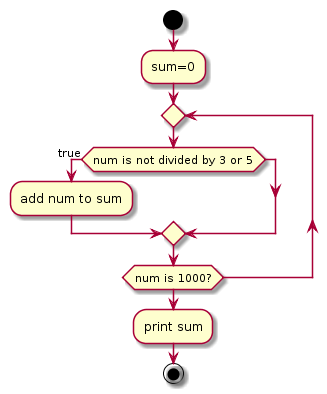 sum=0
num is not divided by 3 or 5
true
add num to sum
num is 1000?
print sum